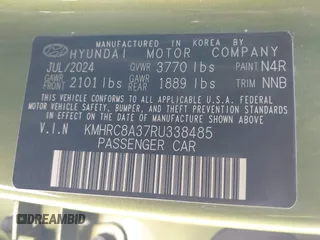 MANUFACTURED IN KOREA BY
HYUNDAI MOTOR COMPANY
JUL/2024 GVWR 3770 lbs PAINT N4R
GAWR FRONT 2101 lbs GAWR REAR 1889 lbs TRIM NNB
THIS VEHICLE CONFORMS TO ALL APPLICABLE U.S. FEDERAL MOTOR
VEHICLE SAFETY, BUMPER, AND THEFT PREVENTION STANDARDS IN
EFFECT ON THE DATE OF MANUFACTURE SHOWN ABOVE.
V.I.N KMHRC8A37RU338485
PASSENGER CAR
DREAMBID